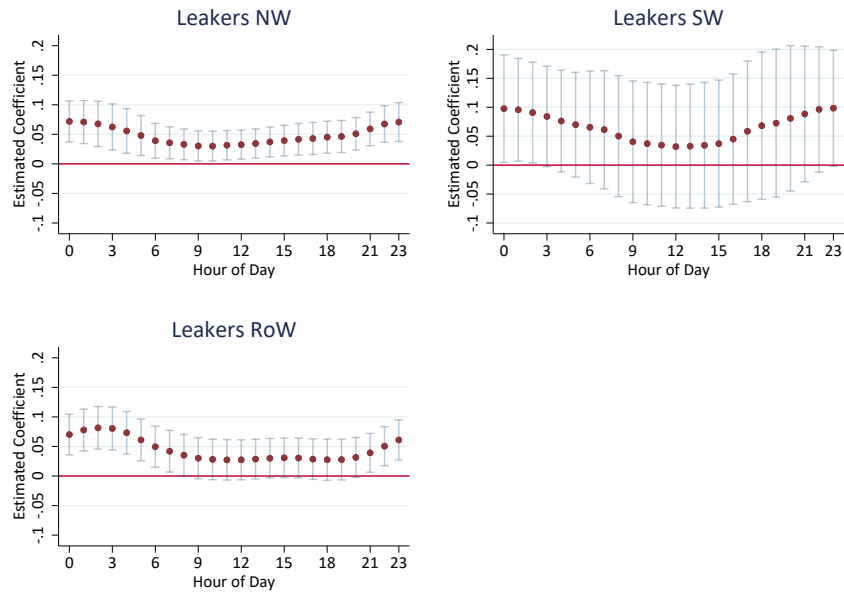 Leakers NW
Estimated Coefficient
-.1 -.05 0 .05 .1 .15 .2
0 3 6 9 12 15 18 21 23
Hour of Day
Leakers SW
Estimated Coefficient
-.1 -.05 0 .05 .1 .15 .2
0 3 6 9 12 15 18 21 23
Hour of Day
Leakers RoW
Estimated Coefficient
-.1 -.05 0 .05 .1 .15 .2
0 3 6 9 12 15 18 21 23
Hour of Day